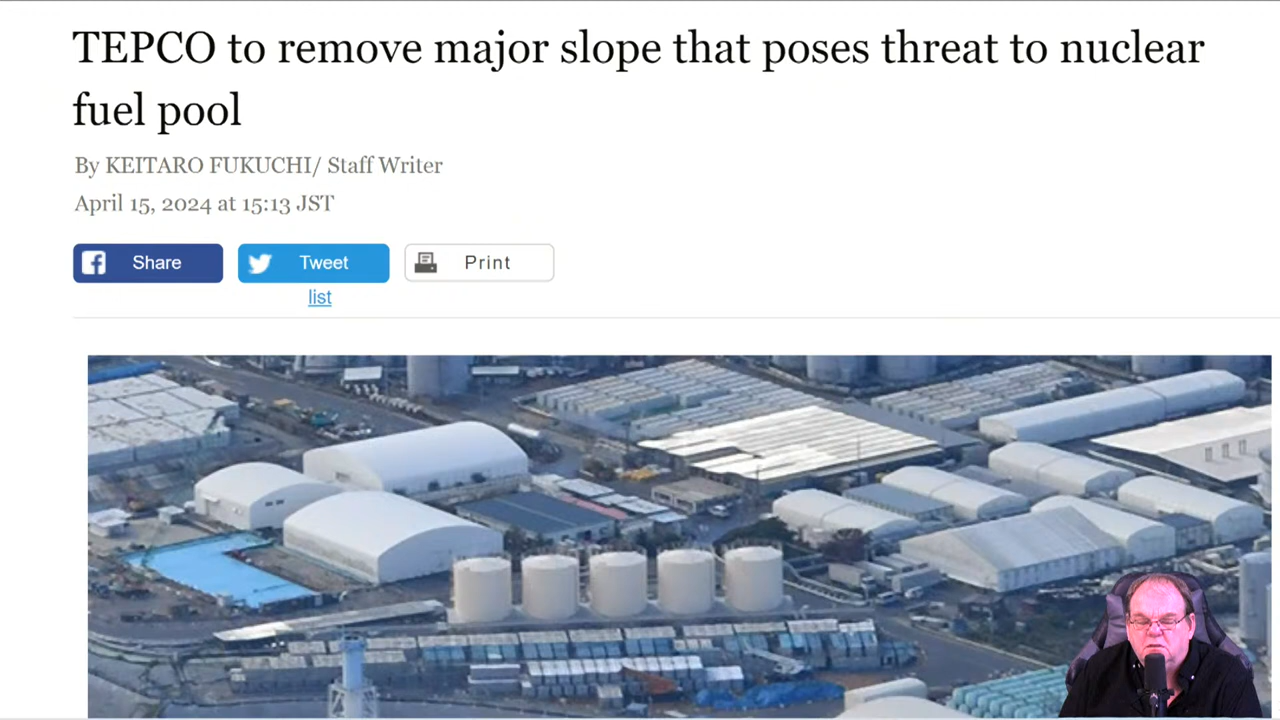 TEPCO to remove major slope that poses threat to nuclear
fuel pool
By KEITARO FUKUCHI/ Staff Writer
April 15, 2024 at 15:13 JST
Share
Tweet
Print
list